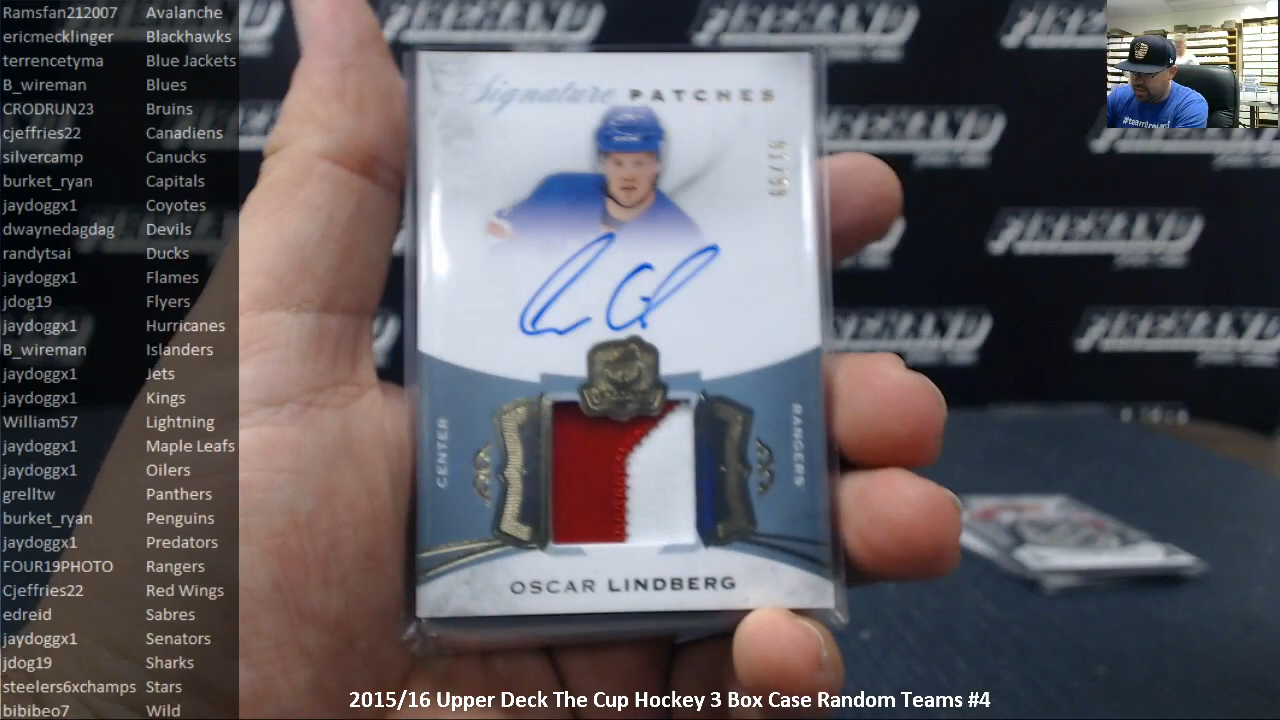 Ramsfan212007 Avalanche
ericmecklinger Blackhawks
terrencetyma Blue Jackets
B_wireman Blues
CRODRUN23 Bruins
cjeffries22 Canadiens
silvercamp Canucks
burket_ryan Capitals
jaydoggx1 Coyotes
dwaynedagdag Devils
randytsai Ducks
jaydoggx1 Flames
jdog19 Flyers
jaydoggx1 Hurricanes
B_wireman Islanders
jaydoggx1 Jets
jaydoggx1 Kings
William57 Lightning
jaydoggx1 Maple Leafs
jaydoggx1 Oilers
grelltw Panthers
burket_ryan Penguins
jaydoggx1 Predators
FOUR19PHOTO Rangers
Cjeffries22 Red Wings
edreid Sabres
jaydoggx1 Senators
jdog19 Sharks
steelers6xchamps Stars
bibibeo7 Wild
Signature PATCHES
CENTER
RANGERS
OSCAR LINDBERG
2015/16 Upper Deck The Cup Hockey 3 Box Case Random Teams #4